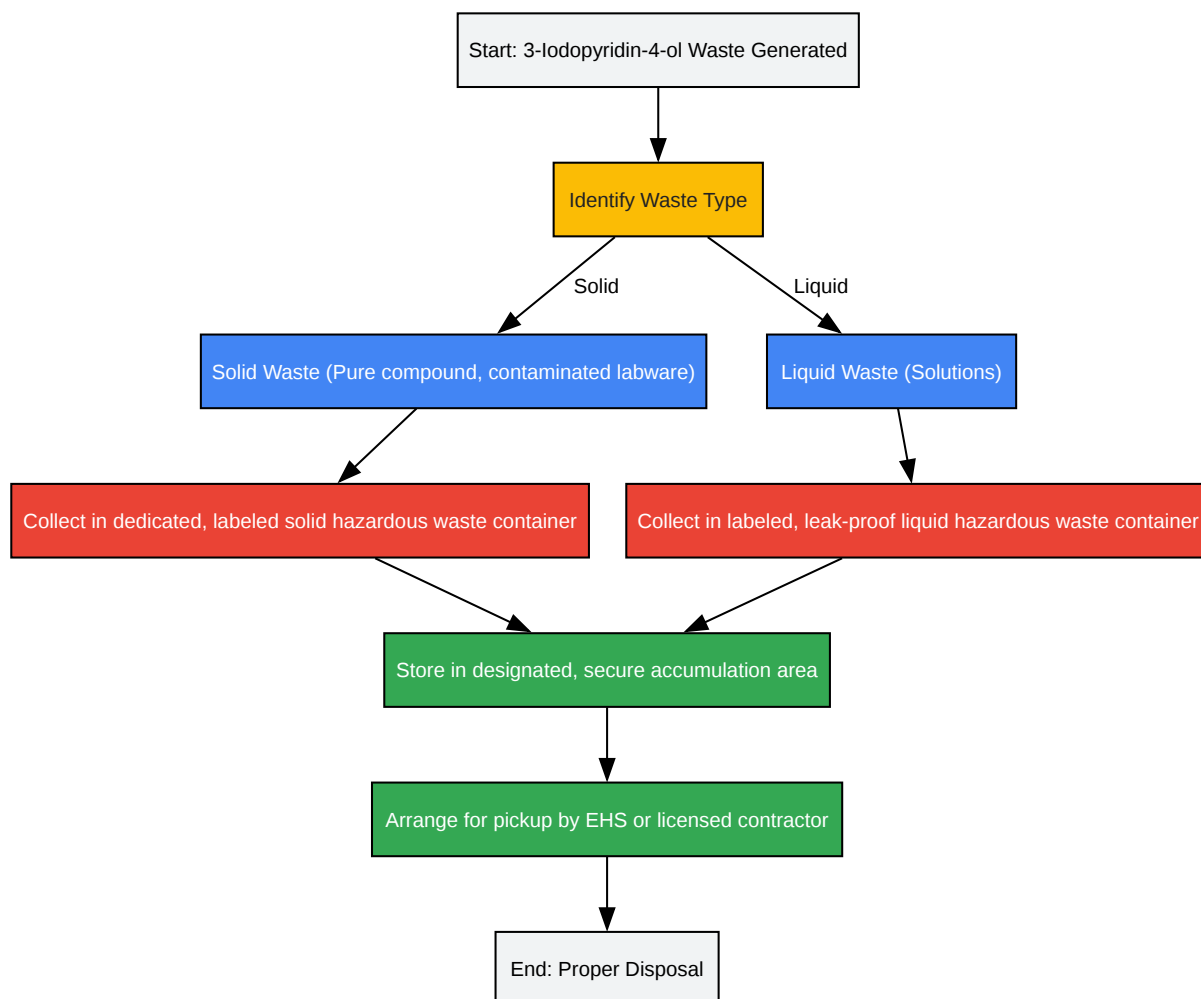 Start: 3-Iodopyridin-4-ol Waste Generated
Identify Waste Type
Solid
Liquid
Solid Waste (Pure compound, contaminated labware)
Liquid Waste (Solutions)
Collect in dedicated, labeled solid hazardous waste container
Collect in labeled, leak-proof liquid hazardous waste container
Store in designated, secure accumulation area
Arrange for pickup by EHS or licensed contractor
End: Proper Disposal